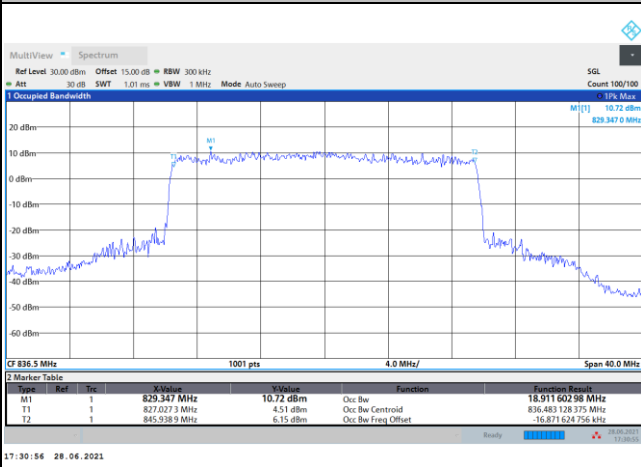 MultiView Spectrum
Ref Level 30.00 dBm Offset 15.00 dB RBW 300 kHz SGL
Att 30 dB SWT 1.01 ms VBW 1 MHz Mode Auto Sweep Count 100/100
1 Occupied Bandwidth 1Pk Max
M1[1] 10.72 dBm
829.347 0 MHz
20 dBm
M1
10 dBm
T1
T2
0 dBm
-10 dBm
-20 dBm
-30 dBm
-40 dBm
-50 dBm
-60 dBm
CF 836.5 MHz 1001 pts 4.0 MHz/ Span 40.0 MHz
2 Marker Table
Type Ref Trc X-Value Y-Value Function Function Result
M1 1 829.347 MHz 10.72 dBm Occ Bw 18.911 602 98 MHz
T1 1 827.027 3 MHz 4.51 dBm Occ Bw Centroid 836.483 128 375 MHz
T2 1 845.938 9 MHz 6.15 dBm Occ Bw Freq Offset -16.871 624 756 kHz
Ready 28.06.2021
17:30:55
17:30:56 28.06.2021